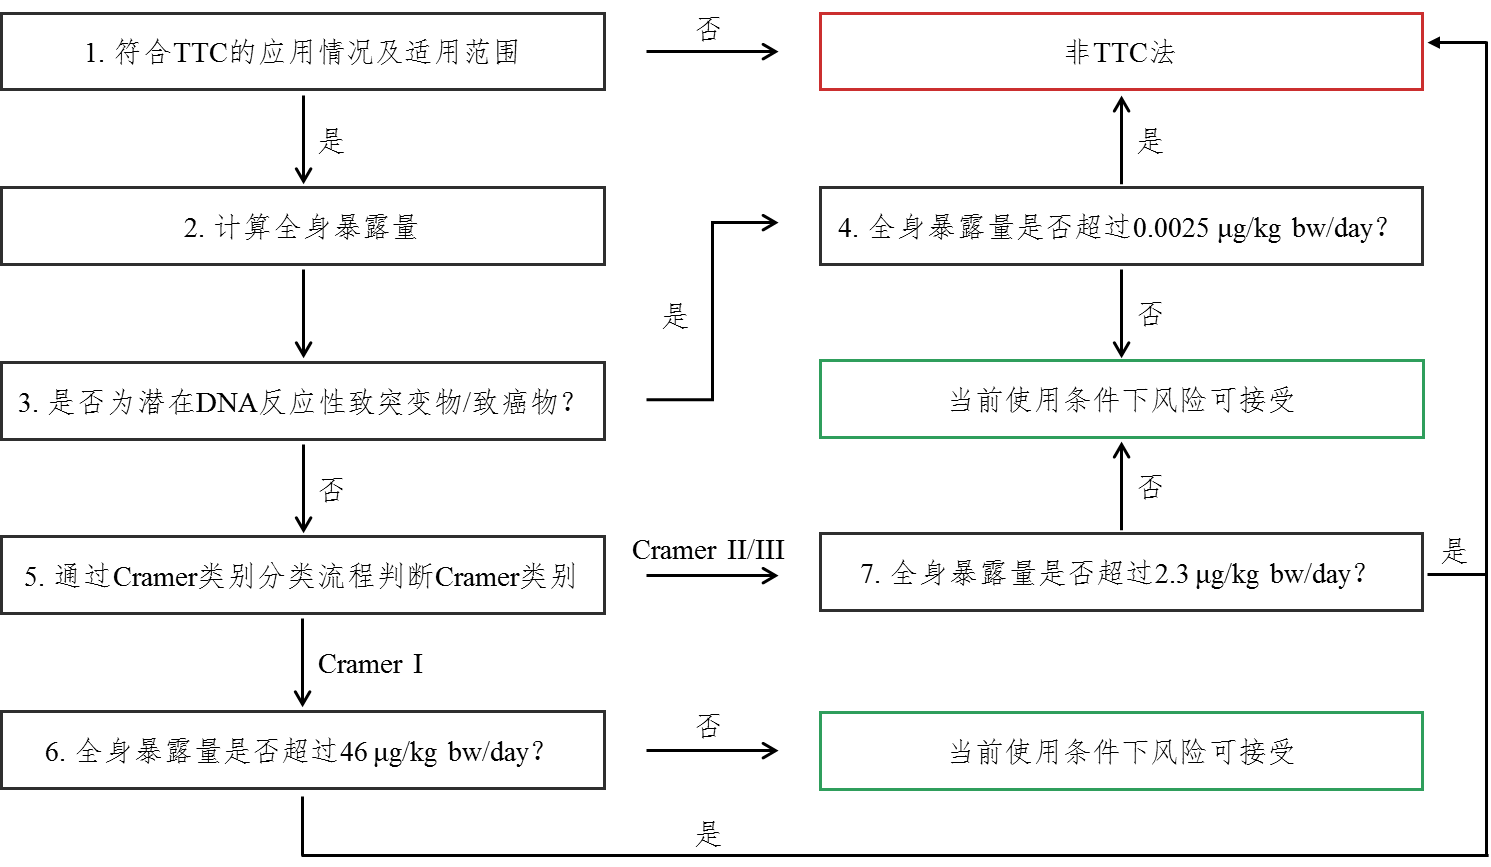 1. 符合TTC的应用情况及适用范围
否
非TTC法
是
是
2. 计算全身暴露量
4. 全身暴露量是否超过0.0025 μg/kg bw/day？
是
否
3. 是否为潜在DNA反应性致突变物/致癌物？
当前使用条件下风险可接受
否
否
5. 通过Cramer类别分类流程判断Cramer类别
Cramer II/III
7. 全身暴露量是否超过2.3 μg/kg bw/day？
是
Cramer I
6. 全身暴露量是否超过46 μg/kg bw/day？
否
当前使用条件下风险可接受
是